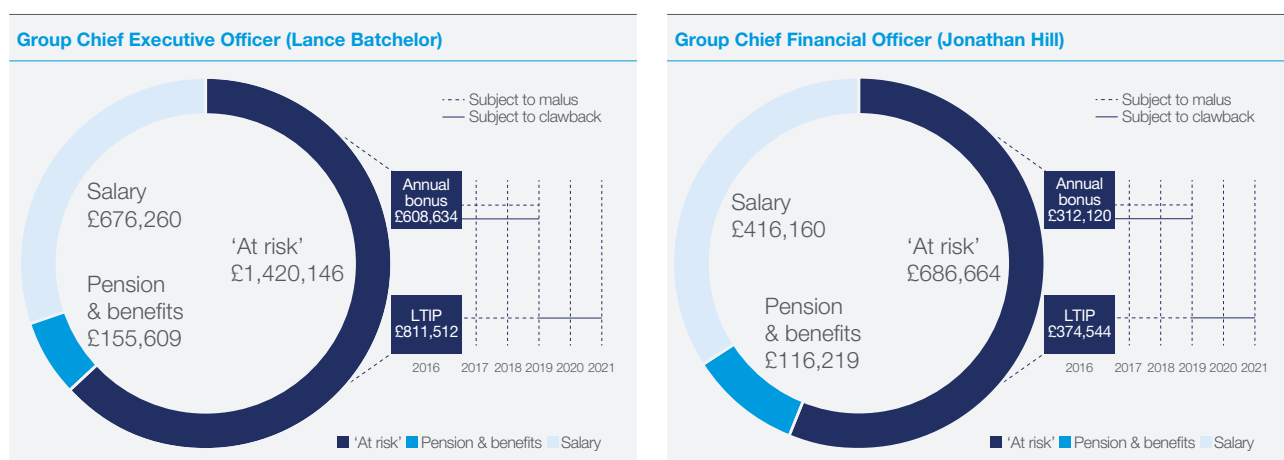 Group Chief Executive Officer (Lance Batchelor)
Subject to malus
Subject to clawback
Salary
£676,260
'At risk'
£1,420,146
Pension
& benefits
£155,609
Annual
bonus
£608,634
LTIP
£811,512
2016 2017 2018 2019 2020 2021
'At risk' Pension & benefits Salary
Group Chief Financial Officer (Jonathan Hill)
Subject to malus
Subject to clawback
Salary
£416,160
'At risk'
£686,664
Pension
& benefits
£116,219
Annual
bonus
£312,120
LTIP
£374,544
2016 2017 2018 2019 2020 2021
'At risk' Pension & benefits Salary